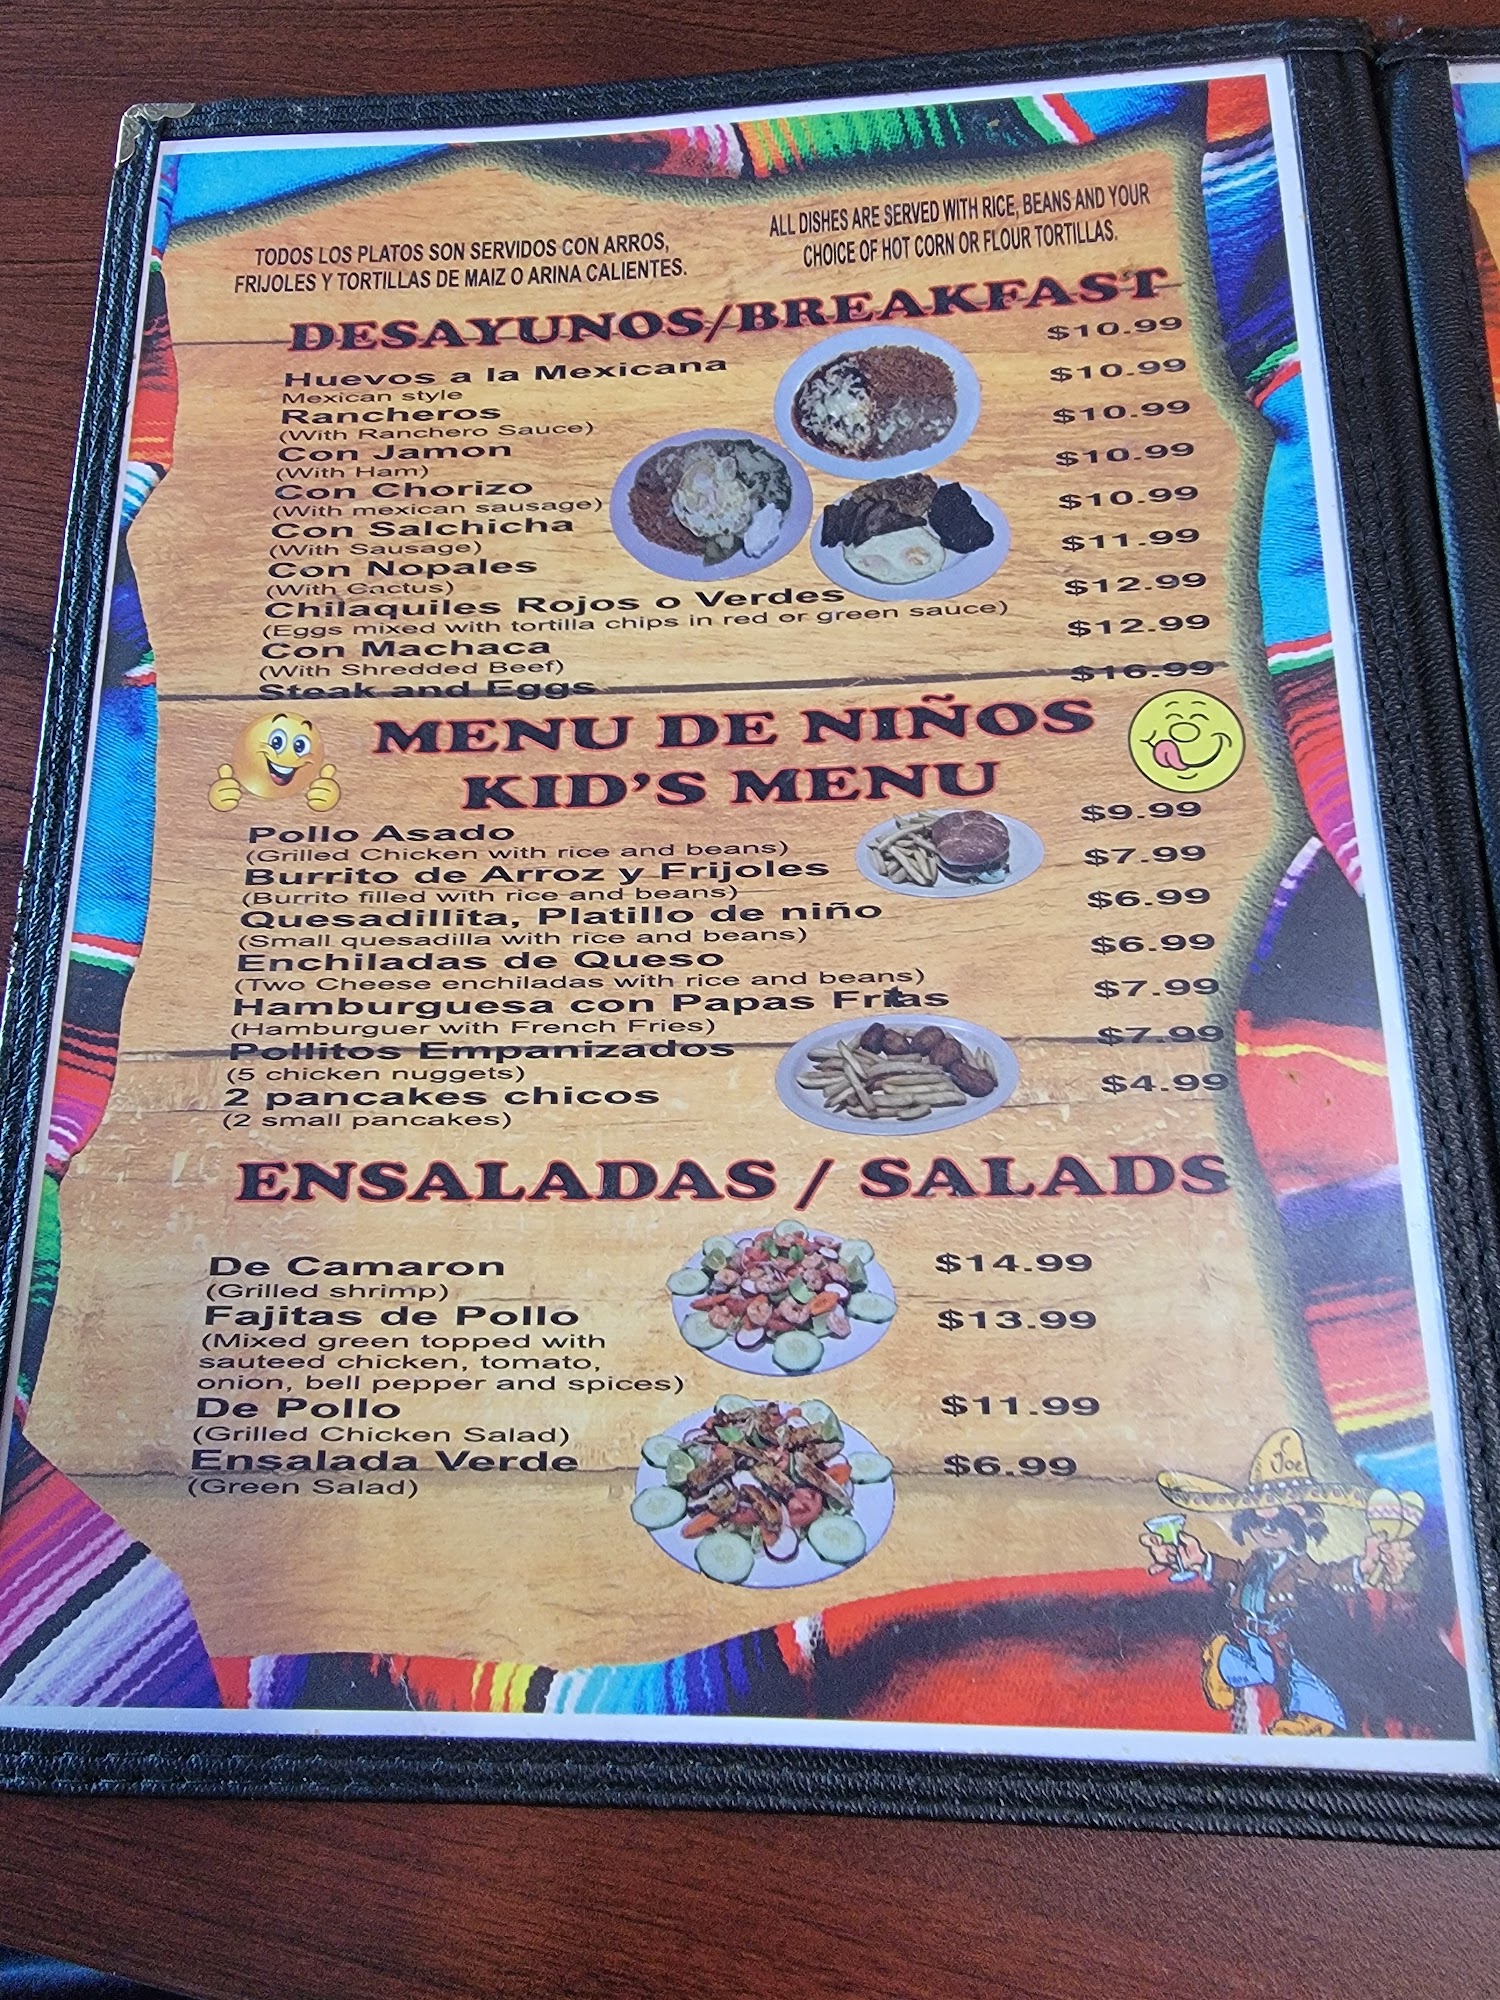 TODOS LOS PLATOS SON SERVIDOS CON ARROS,
FRIJOLES Y TORTILLAS DE MAIZ O ARINA CALIENTES.
ALL DISHES ARE SERVED WITH RICE, BEANS AND YOUR
CHOICE OF HOT CORN OR FLOUR TORTILLAS.
DESAYUNOS/BREAKFAST
Huevos a la Mexicana $10.99
Mexican style
Rancheros $10.99
(With Ranchero Sauce)
Con Jamon $10.99
(With Ham)
Con Chorizo $10.99
(With mexican sausage)
Con Salchicha $10.99
(With Sausage)
Con Nopales $11.99
(With Cactus)
Chilaquiles Rojos o Verdes $12.99
(Eggs mixed with tortilla chips in red or green sauce)
Con Machaca $12.99
(With Shredded Beef)
Steak and Eggs $16.99
MENU DE NIÑOS
KID'S MENU
Pollo Asado $9.99
(Grilled Chicken with rice and beans)
Burrito de Arroz y Frijoles $7.99
(Burrito filled with rice and beans)
Quesadillita, Platillo de niño $6.99
(Small quesadilla with rice and beans)
Enchiladas de Queso $6.99
(Two Cheese enchiladas with rice and beans)
Hamburguesa con Papas Fritas $7.99
(Hamburguer with French Fries)
Pollitos Empanizados $7.99
(5 chicken nuggets)
2 pancakes chicos $4.99
(2 small pancakes)
ENSALADAS / SALADS
De Camaron $14.99
(Grilled shrimp)
Fajitas de Pollo $13.99
(Mixed green topped with
sauteed chicken, tomato,
onion, bell pepper and spices)
De Pollo $11.99
(Grilled Chicken Salad)
Ensalada Verde $6.99
(Green Salad)
Joe